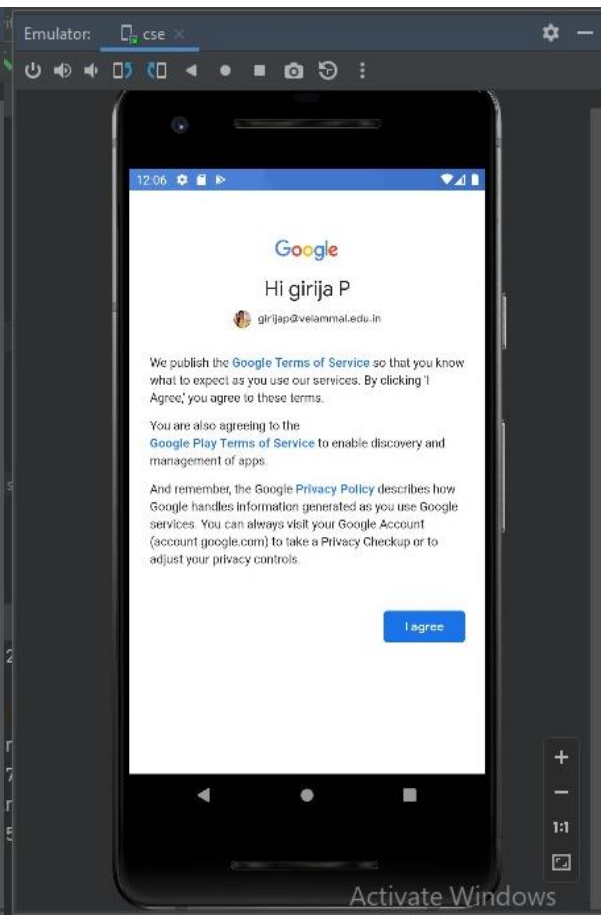 Emulator: cse
12:06
Google
Hi girija P
girijap@velammal.edu.in
We publish the Google Terms of Service so that you know
what to expect as you use our services. By clicking 'I
Agree,' you agree to these terms.
You are also agreeing to the
Google Play Terms of Service to enable discovery and
management of apps.
And remember, the Google Privacy Policy describes how
Google handles information generated as you use Google
services. You can always visit your Google Account
(account.google.com) to take a Privacy Checkup or to
adjust your privacy controls.
I agree
1:1
Activate Windows